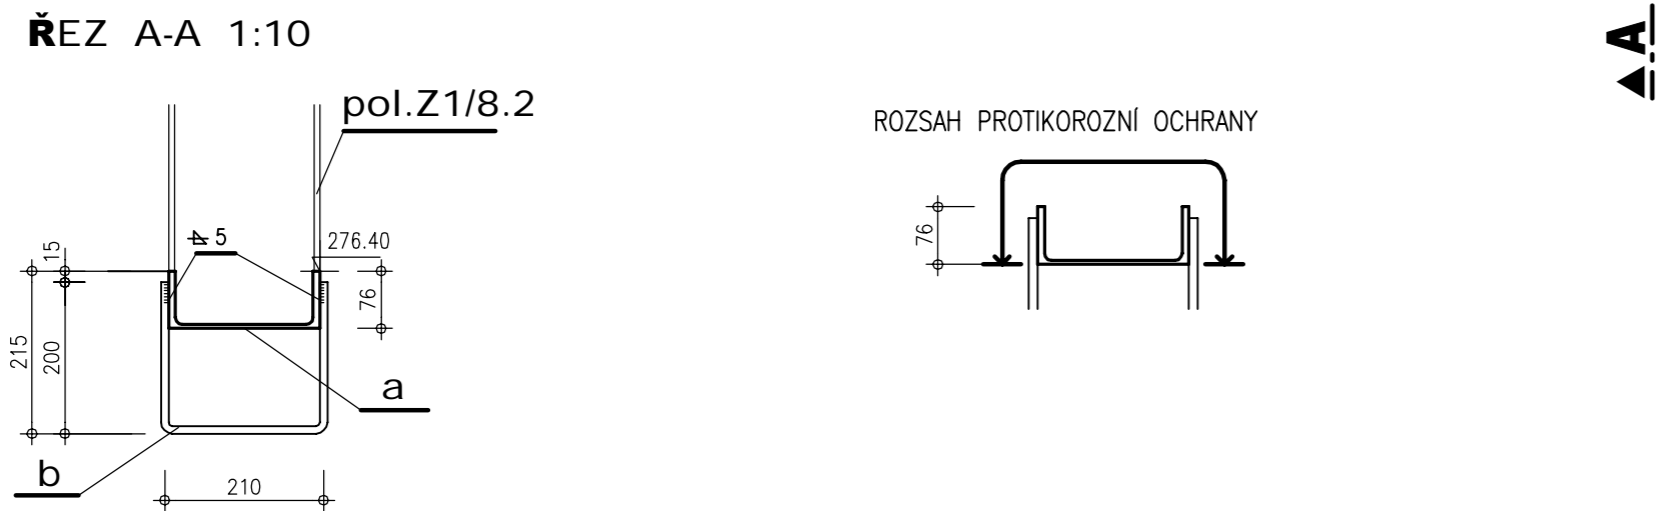 ŘEZ A-A 1:10
A
pol.Z1/8.2
ROZSAH PROTIKOROZNÍ OCHRANY
5
276.40
15
76
76
215
200
a
b
210